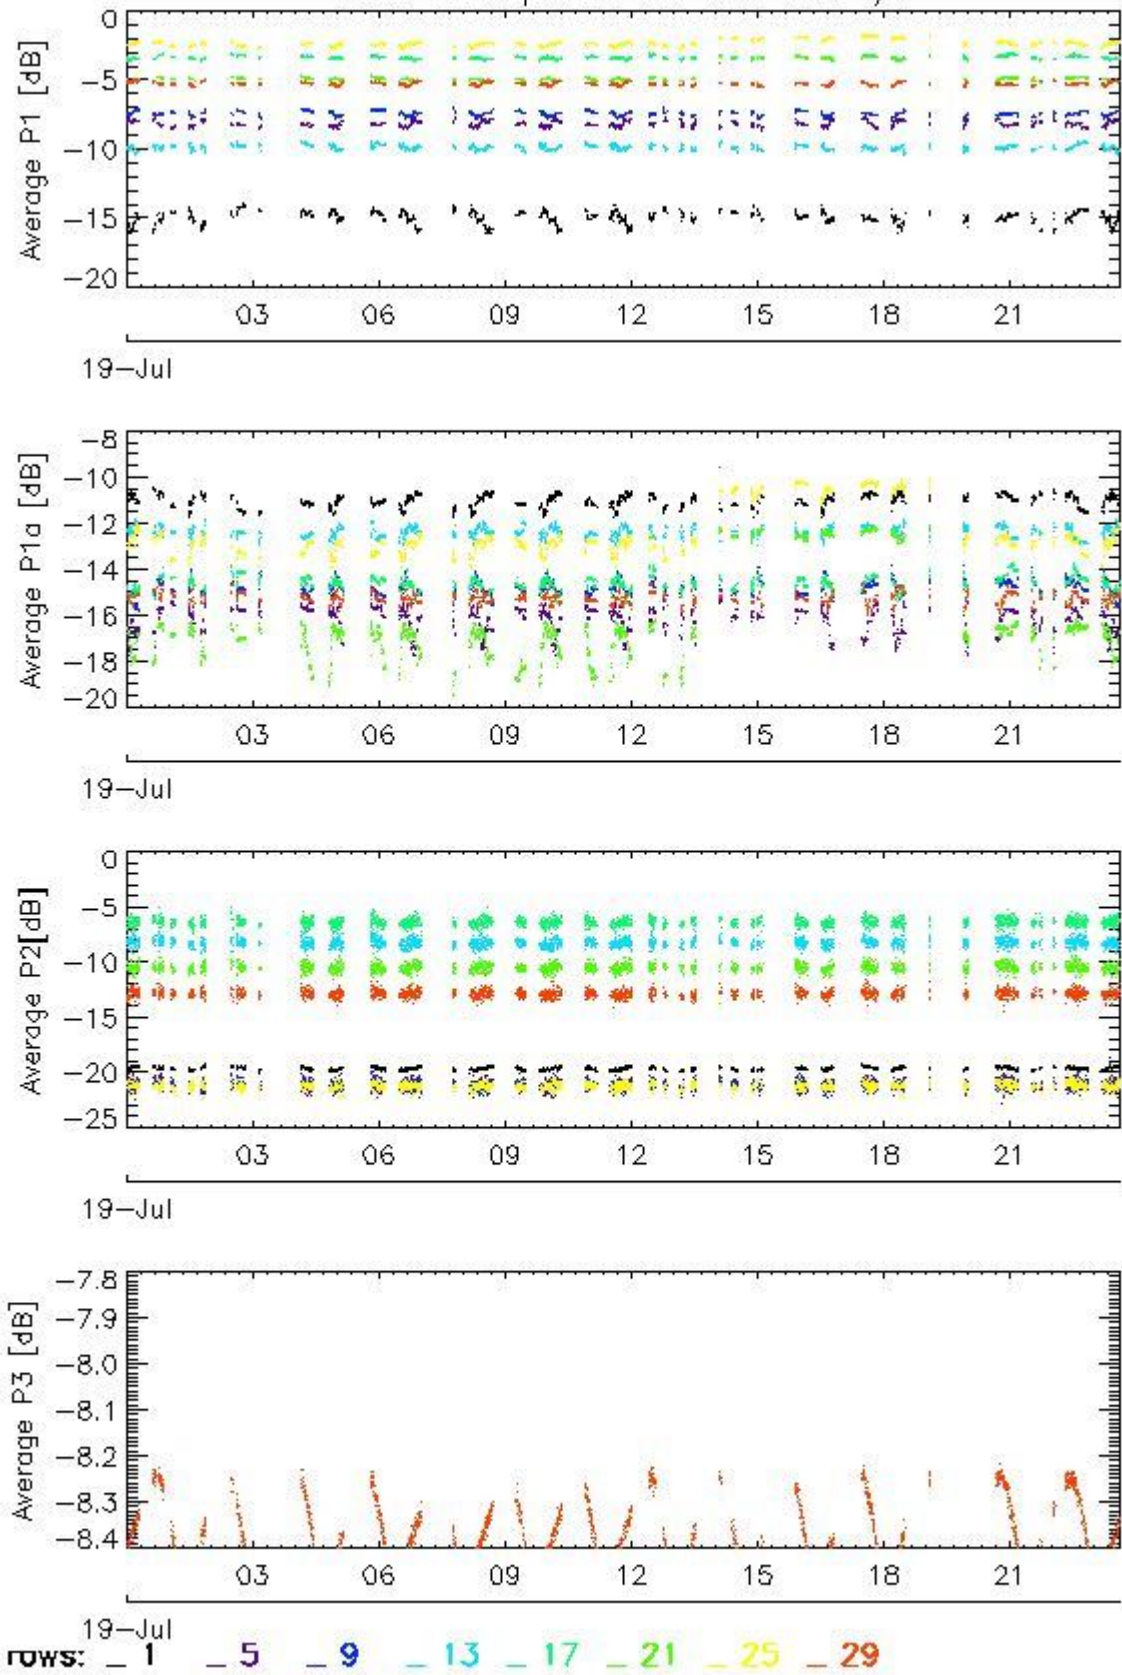 0
−5
−10
−15
−20
Average P1 [dB]
03 06 09 12 15 18 21
19−Jul
−8
−10
−12
−14
−16
−18
−20
Average P1a [dB]
03 06 09 12 15 18 21
19−Jul
0
−5
−10
−15
−20
−25
Average P2[dB]
03 06 09 12 15 18 21
19−Jul
−7.8
−7.9
−8.0
−8.1
−8.2
−8.3
−8.4
Average P3 [dB]
03 06 09 12 15 18 21
19−Jul
rows: _ 1 _ 5 _ 9 _ 13 _ 17 _ 21 _ 25 _ 29